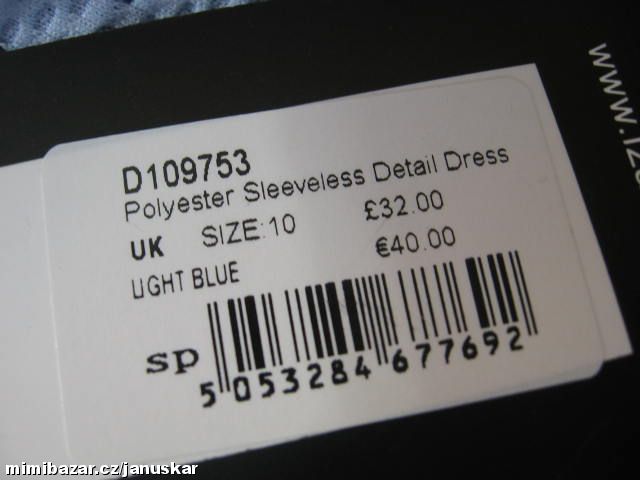 D109753
Polyester Sleeveless Detail Dress
UK SIZE:10 £32.00
LIGHT BLUE €40.00
sp
5 053284 677692
mimibazar.cz/januskar